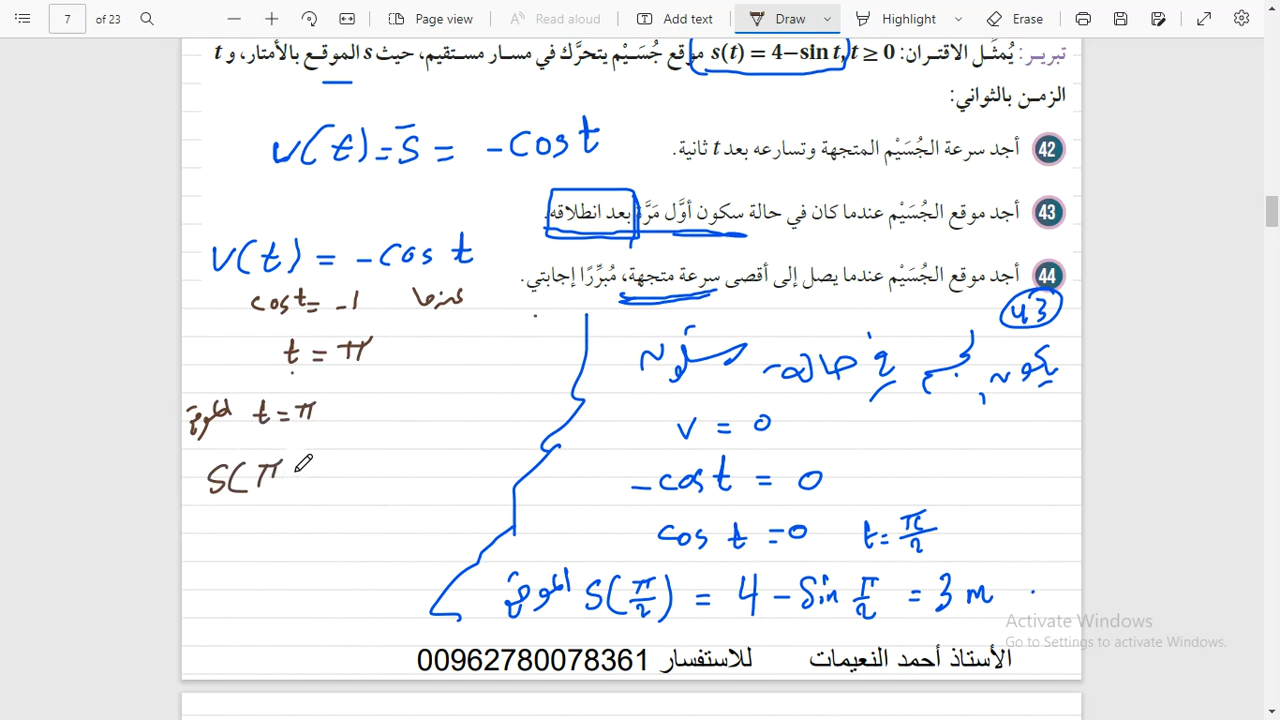 7 of 23 Page view Read aloud Add text Draw Highlight Erase
تبرير: يُمثِّل الاقتران: s(t) = 4−sin t, t ≥ 0 موقع جُسَيْم يتحرَّك في مسار مستقيم، حيث s الموقع بالأمتار، و t
الزمن بالثواني:
42 أجد سرعة الجُسَيْم المتجهة وتسارعه بعد t ثانية.
v(t) = s̄ = - cos t
43 أجد موقع الجُسَيْم عندما كان في حالة سكون أوَّل مَرَّة بعد انطلاقه.
44 أجد موقع الجُسَيْم عندما يصل إلى أقصى سرعة متجهة، مُبرِّرًا إجابتي.
43
يكون في حالة سكون
v = 0
- cos t = 0
cos t = 0 t = π/2
الموقع S(π/2) = 4 - Sin π/2 = 3 m
v(t) = - cos t
عندما cos t = -1
t = π
t = π الموقع
S(π
الأستاذ أحمد النعيمات للاستفسار 00962780078361
Activate Windows
Go to Settings to activate Windows.